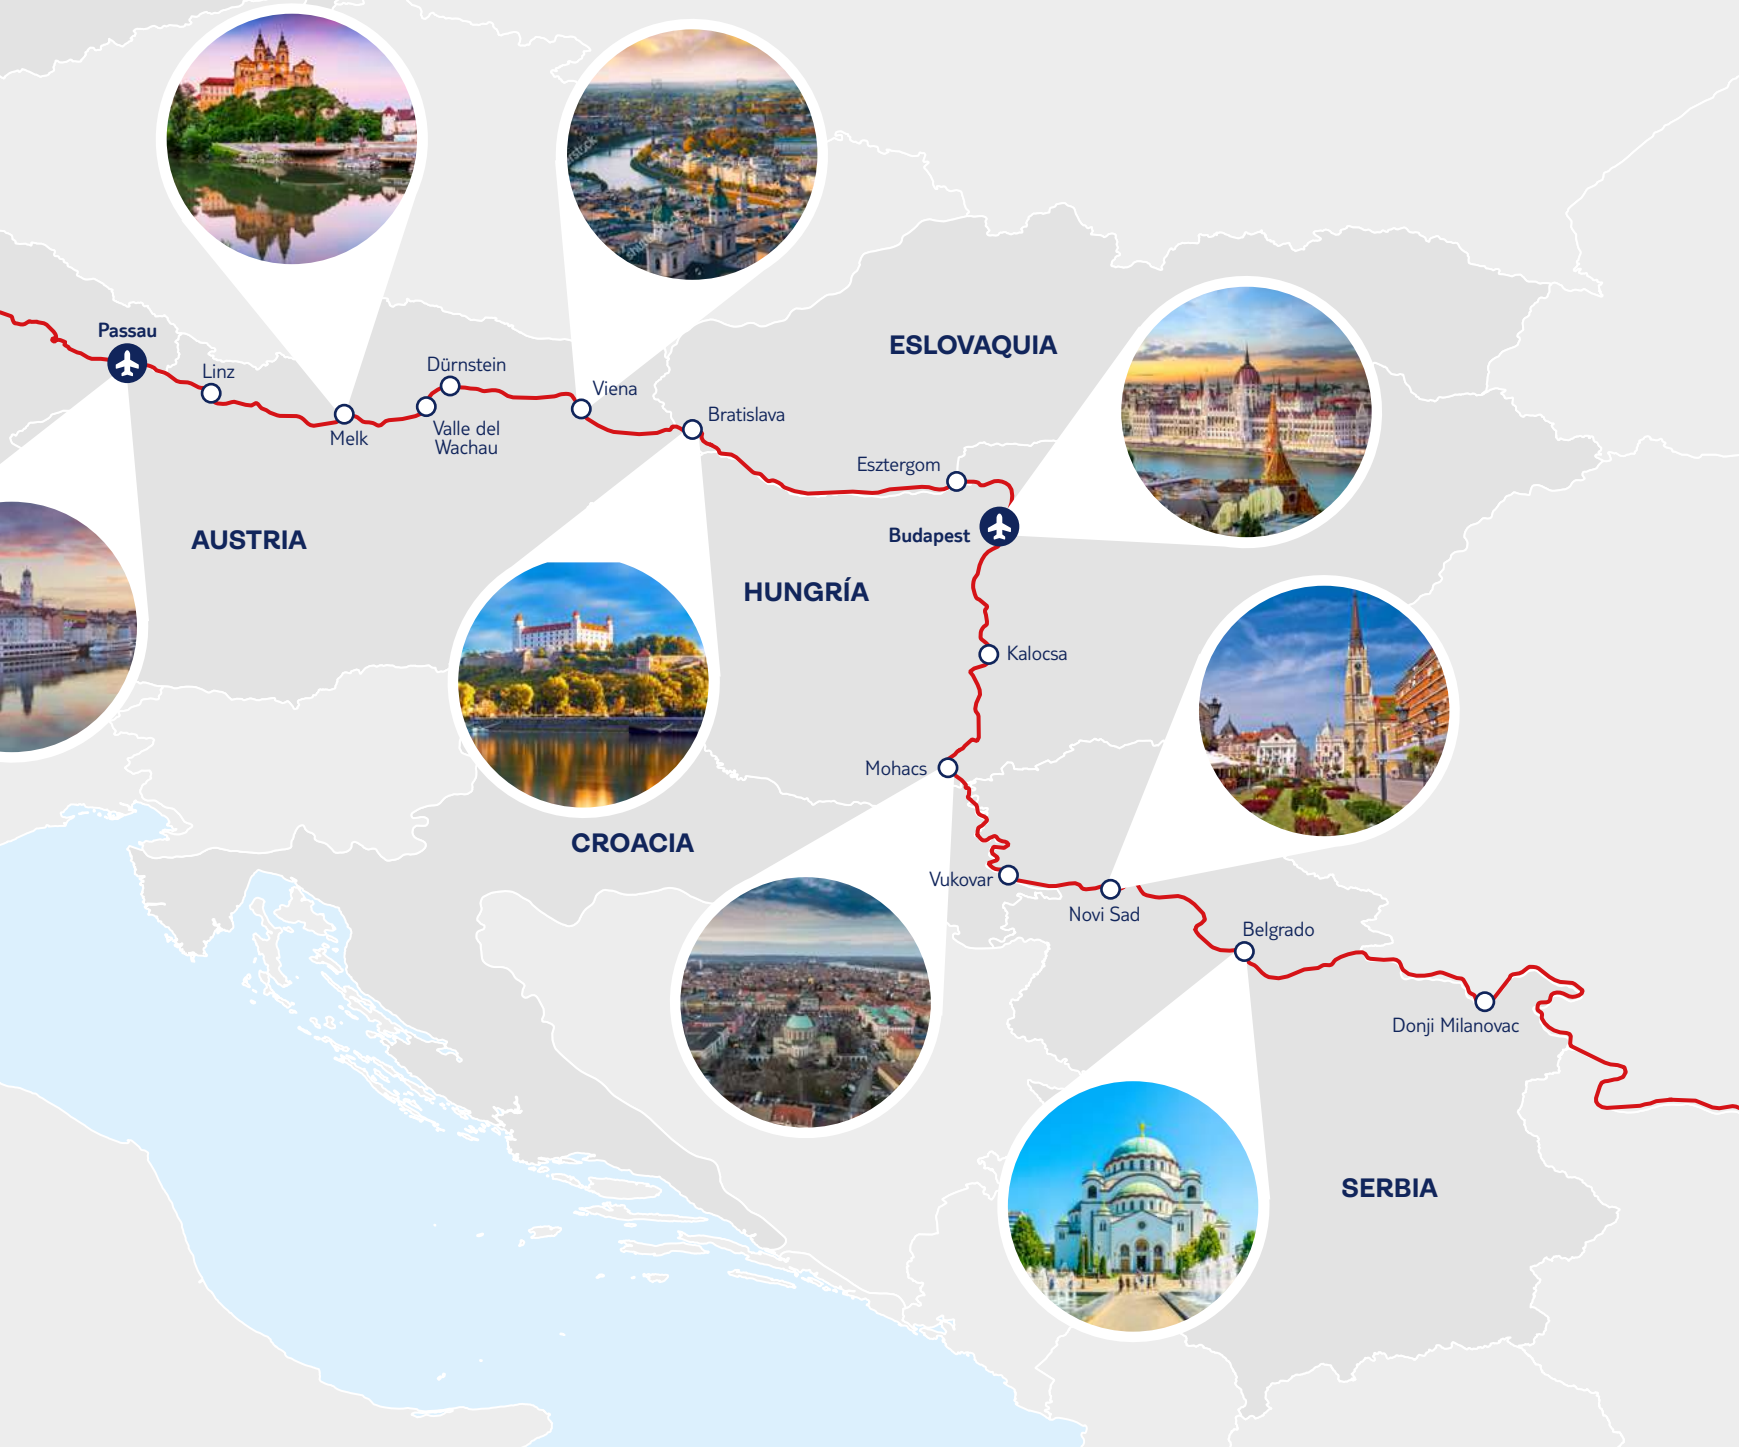 Passau
Linz
Melk
Dürnstein
Valle del
Wachau
Viena
Bratislava
ESLOVAQUIA
Esztergom
Budapest
AUSTRIA
HUNGRÍA
Kalocsa
Mohacs
CROACIA
Vukovar
Novi Sad
Belgrado
Donji Milanovac
SERBIA